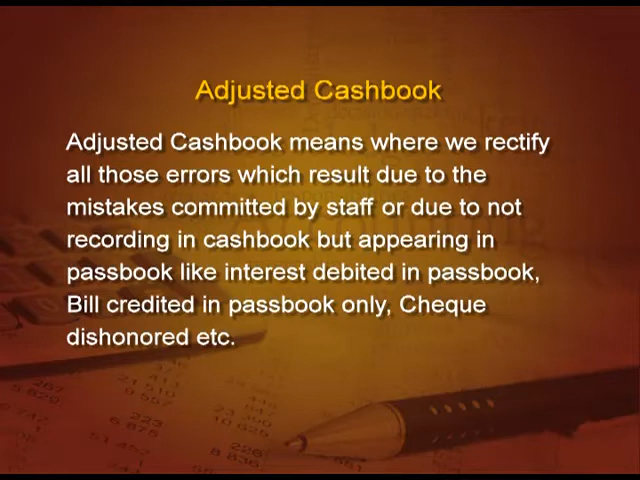 Adjusted Cashbook
Adjusted Cashbook means where we rectify
all those errors which result due to the
mistakes committed by staff or due to not
recording in cashbook but appearing in
passbook like interest debited in passbook,
Bill credited in passbook only, Cheque
dishonored etc.